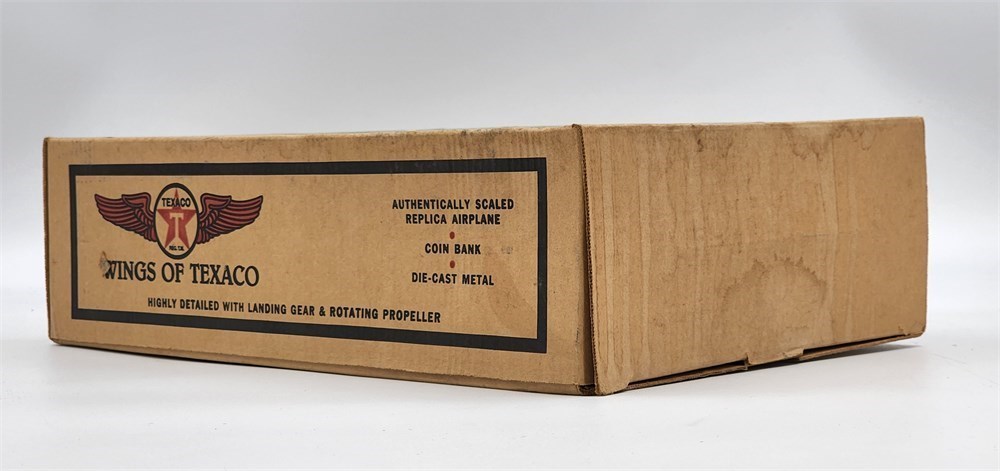 TEXACO
T
REG. T.M.
WINGS OF TEXACO
AUTHENTICALLY SCALED
REPLICA AIRPLANE
COIN BANK
DIE-CAST METAL
HIGHLY DETAILED WITH LANDING GEAR & ROTATING PROPELLER